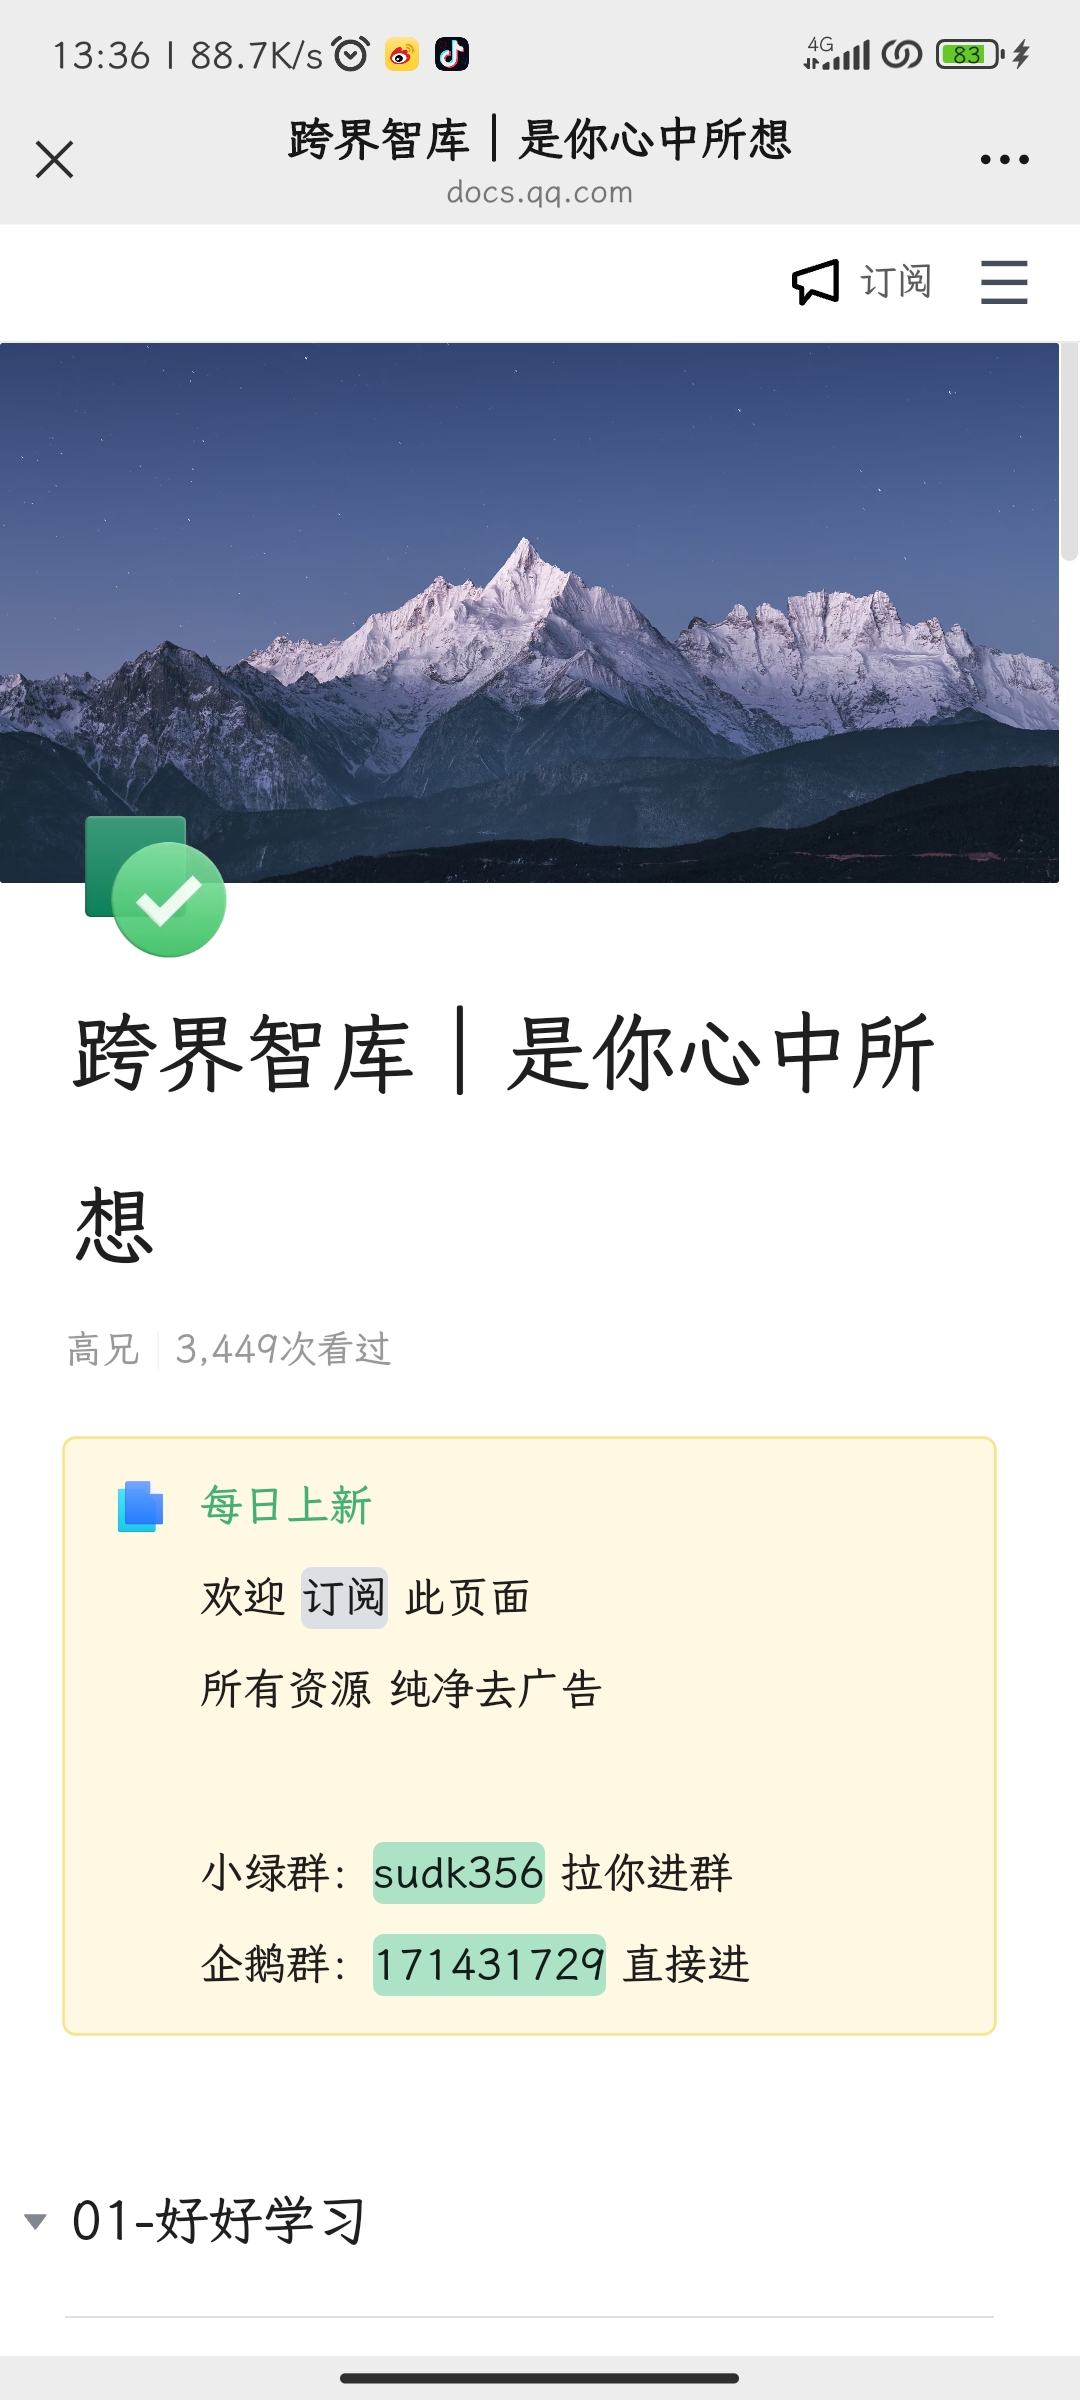 13:36 | 88.7K/s 4G 83
跨界智库 | 是你心中所想
docs.qq.com
订阅
跨界智库 | 是你心中所
想
高兄 3,449次看过
每日上新
欢迎 订阅 此页面
所有资源 纯净去广告
小绿群：sudk356 拉你进群
企鹅群：171431729 直接进
01-好好学习